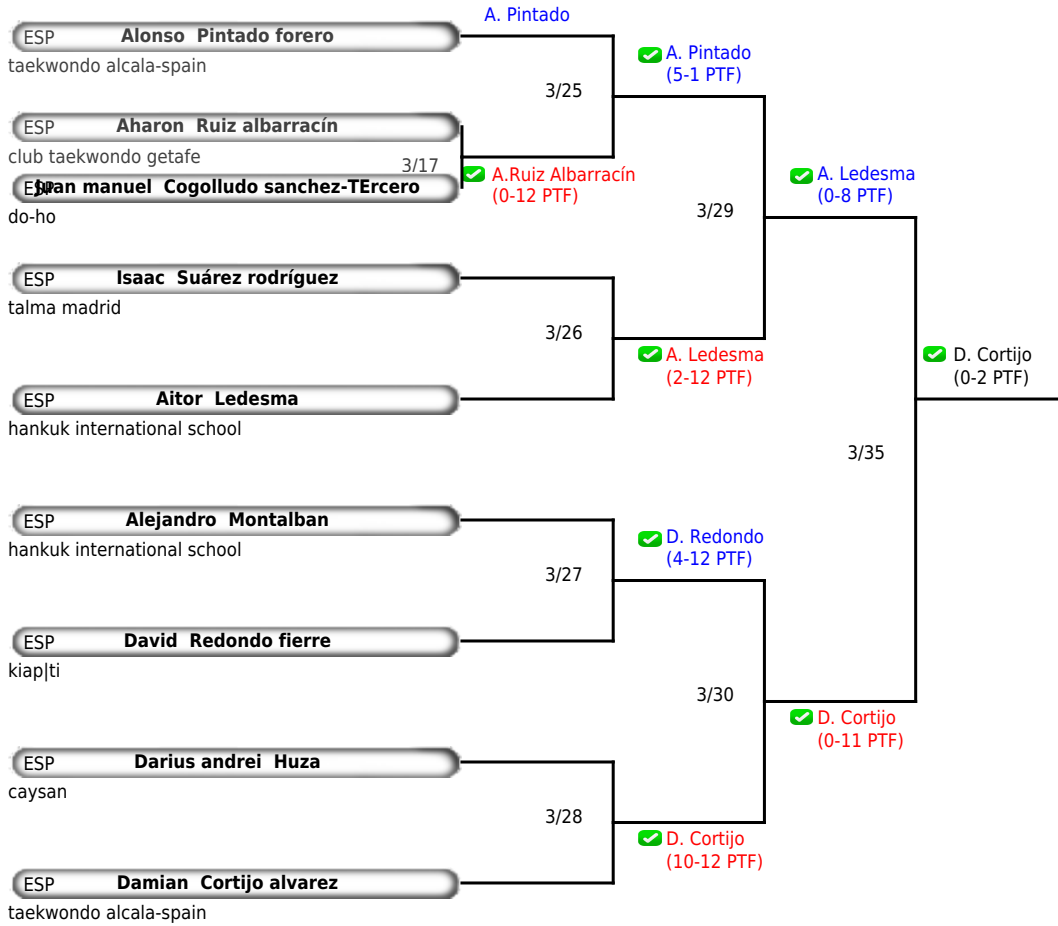 A. Pintado
ESP Alonso Pintado forero
taekwondo alcala-spain
A. Pintado
(5-1 PTF)
3/25
ESP Aharon Ruiz albarracín
club taekwondo getafe
3/17
A.Ruiz Albarracín
(0-12 PTF)
ESP manuel Cogolludo sanchez-TErcero
do-ho
A. Ledesma
(0-8 PTF)
3/29
ESP Isaac Suárez rodríguez
talma madrid
3/26
A. Ledesma
(2-12 PTF)
D. Cortijo
(0-2 PTF)
ESP Aitor Ledesma
hankuk international school
3/35
ESP Alejandro Montalban
hankuk international school
D. Redondo
(4-12 PTF)
3/27
ESP David Redondo fierre
kiap|ti
3/30
D. Cortijo
(0-11 PTF)
ESP Darius andrei Huza
caysan
3/28
D. Cortijo
(10-12 PTF)
ESP Damian Cortijo alvarez
taekwondo alcala-spain